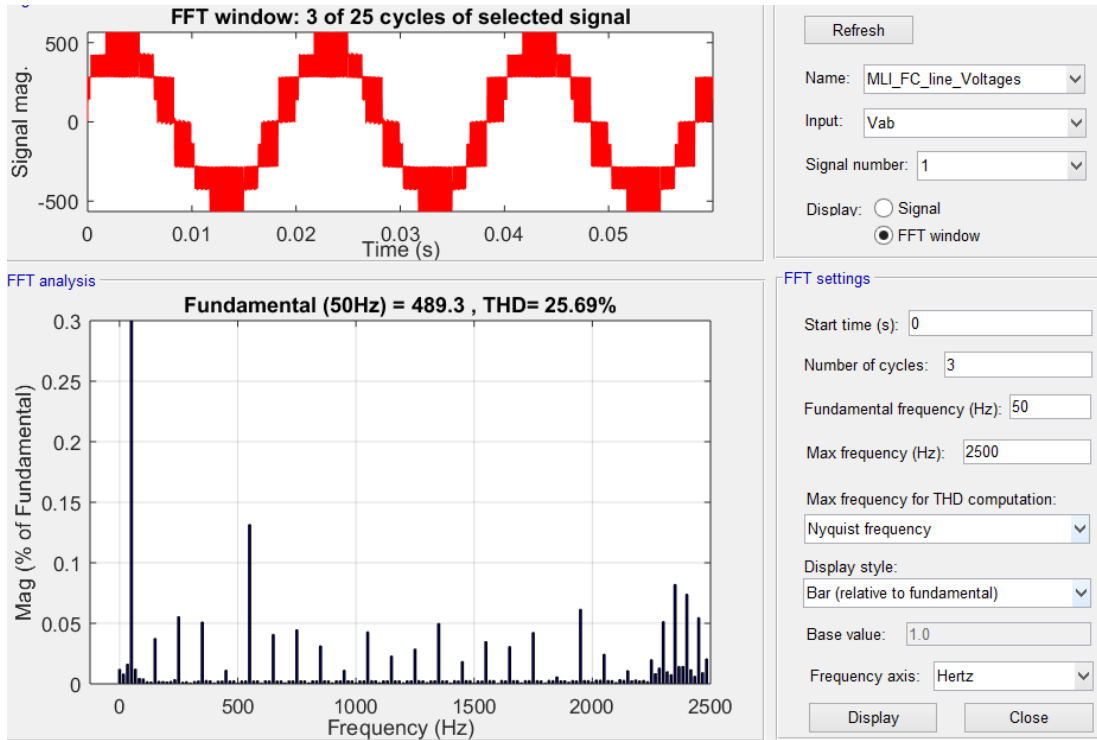 FFT window: 3 of 25 cycles of selected signal
500
0
-500
Signal mag.
0
0.01
0.02
0.03
0.04
0.05
Time (s)
Refresh
Name: MLI_FC_line_Voltages
Input: Vab
Signal number: 1
Display: Signal
FFT window
FFT analysis
Fundamental (50Hz) = 489.3 , THD= 25.69%
0.3
0.25
0.2
0.15
0.1
0.05
0
Mag (% of Fundamental)
0
500
1000
1500
2000
2500
Frequency (Hz)
FFT settings
Start time (s): 0
Number of cycles: 3
Fundamental frequency (Hz): 50
Max frequency (Hz): 2500
Max frequency for THD computation:
Nyquist frequency
Display style:
Bar (relative to fundamental)
Base value: 1.0
Frequency axis: Hertz
Display
Close